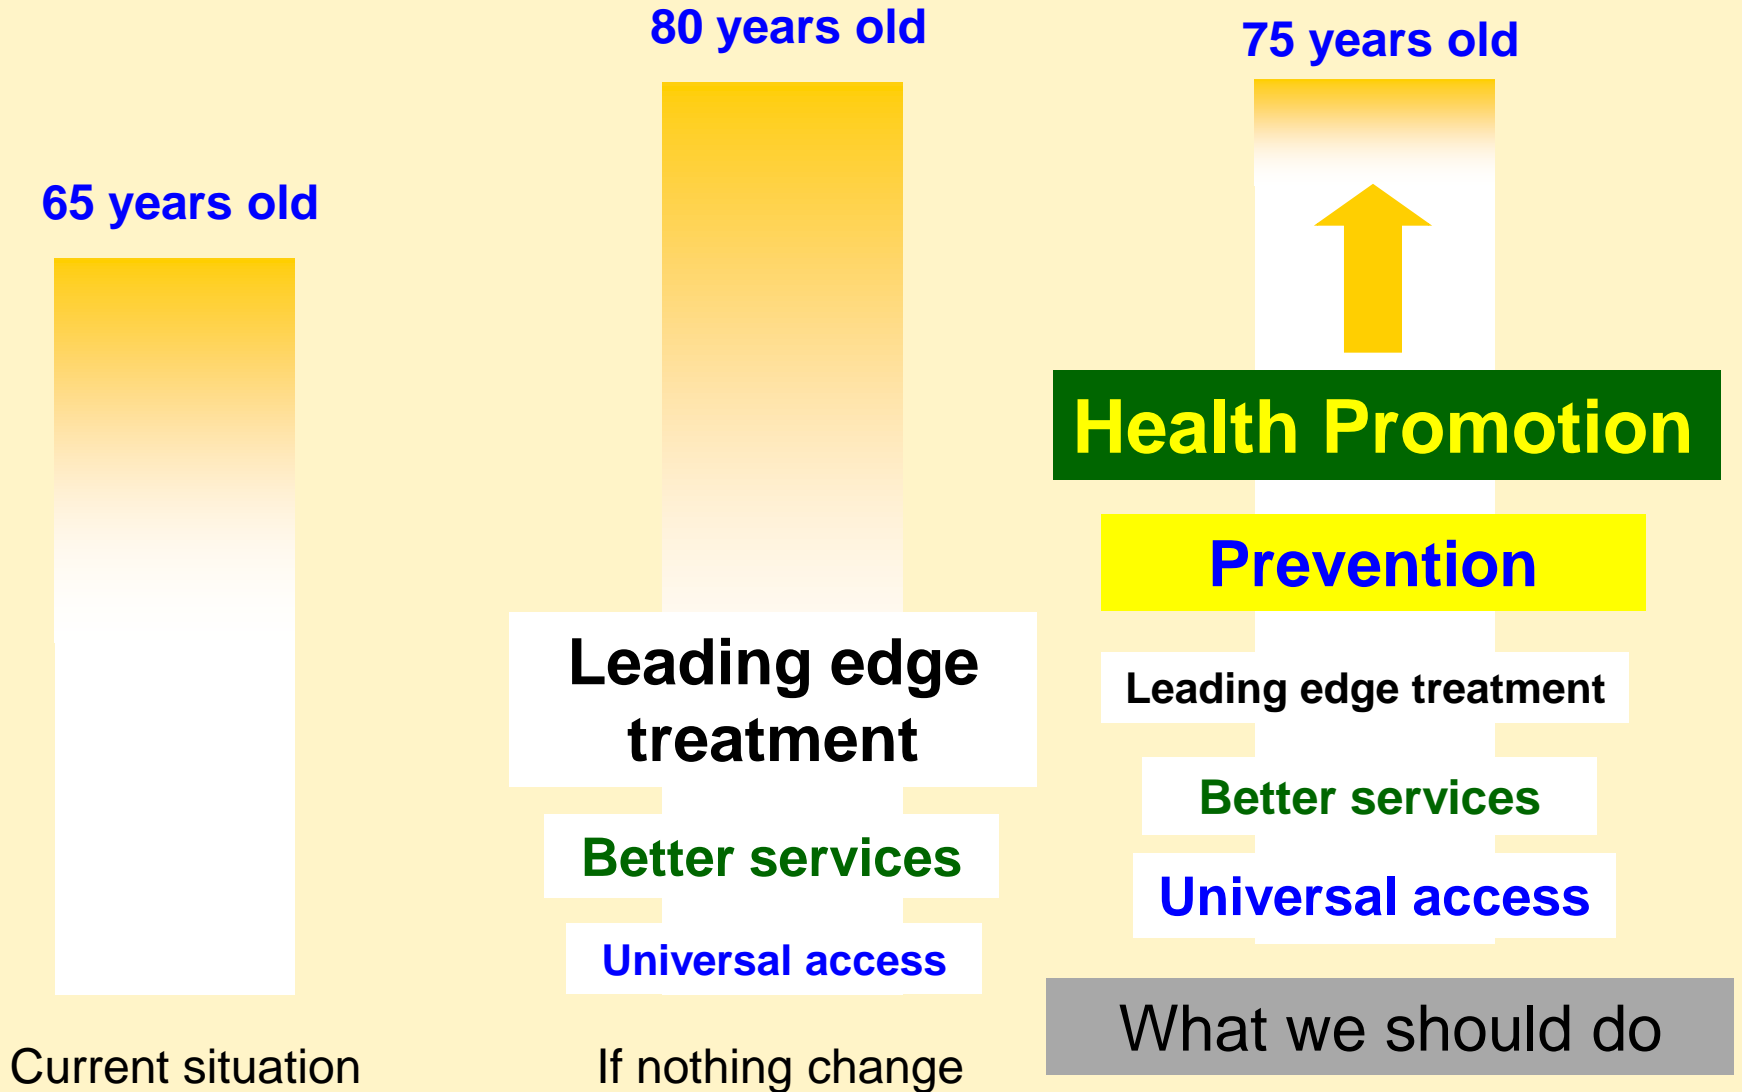 65 years old
Current situation
80 years old
Leading edge
treatment
Better services
Universal access
If nothing change
75 years old
Health Promotion
Prevention
Leading edge treatment
Better services
Universal access
What we should do